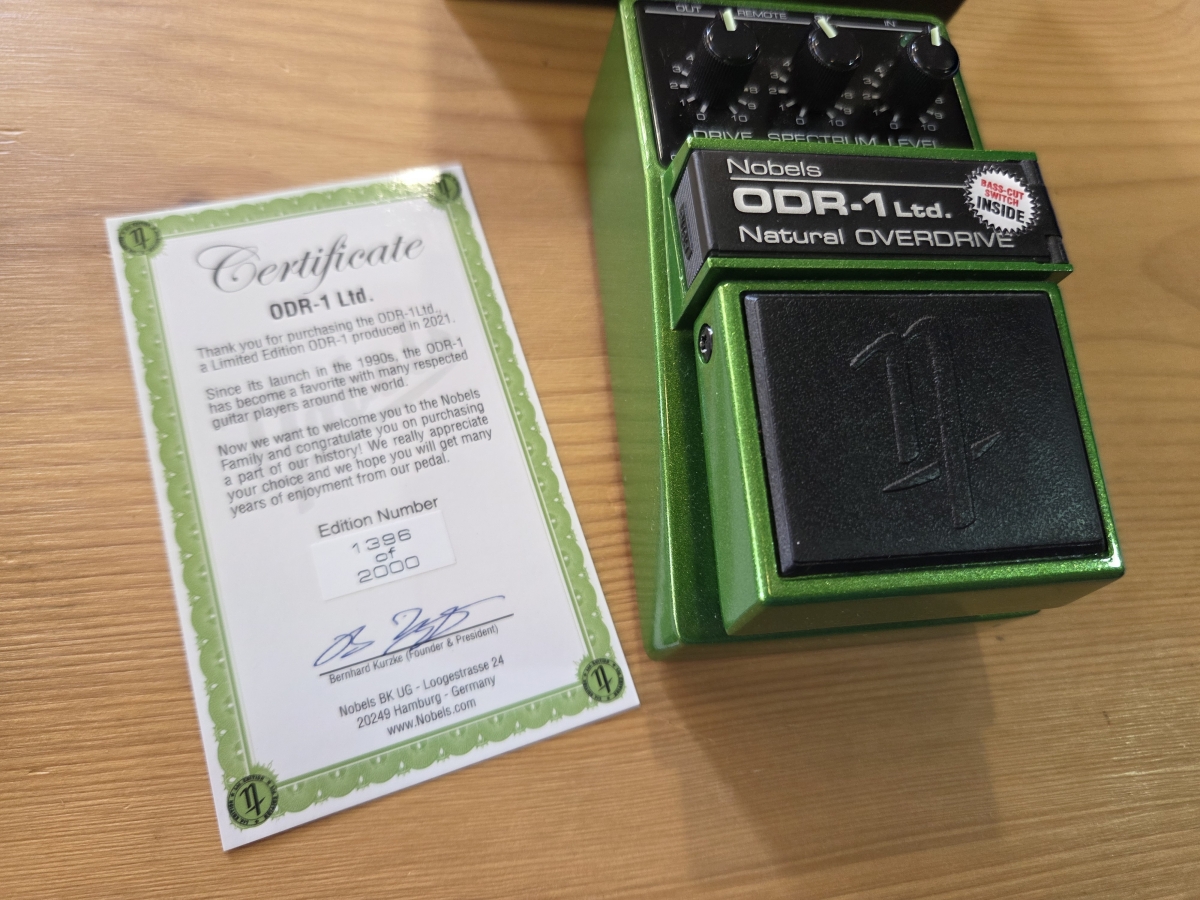 Certificate
ODR-1 Ltd.
Thank you for purchasing the ODR-1Ltd.,
a Limited Edition ODR-1 produced in 2021.
Since its launch in the 1990s, the ODR-1
has become a favorite with many respected
guitar players around the world.
Now we want to welcome you to the Nobels
Family and congratulate you on purchasing
a part of our history! We really appreciate
your choice and we hope you will get many
years of enjoyment from our pedal.
Edition Number
1396
of
2000
Bernhard Kurzke (Founder & President)
Nobels BK UG - Loogestrasse 24
20249 Hamburg - Germany
www.Nobels.com
OUT REMOTE IN
DRIVE SPECTRUM LEVEL
Nobels
ODR-1 Ltd.
Natural OVERDRIVE
BASS-CUT
SWITCH
INSIDE